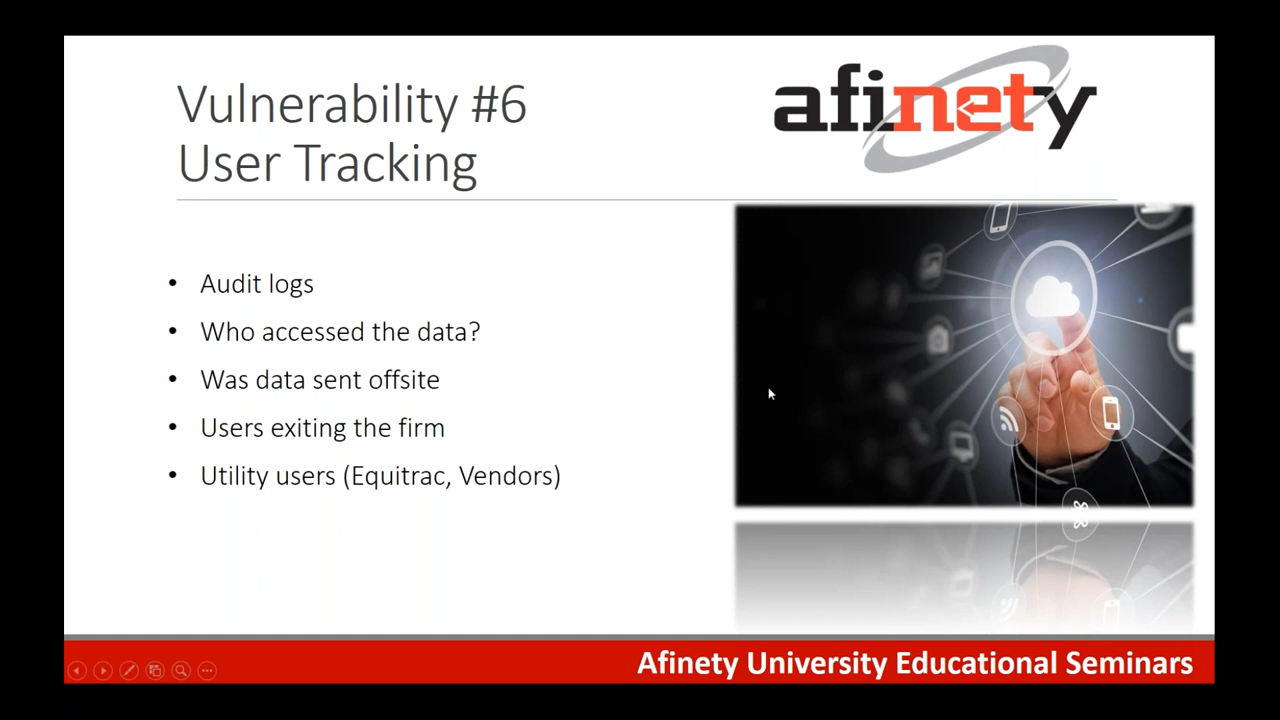 Vulnerability #6
User Tracking
afinety
• Audit logs
• Who accessed the data?
• Was data sent offsite
• Users exiting the firm
• Utility users (Equitrac, Vendors)
Afinety University Educational Seminars